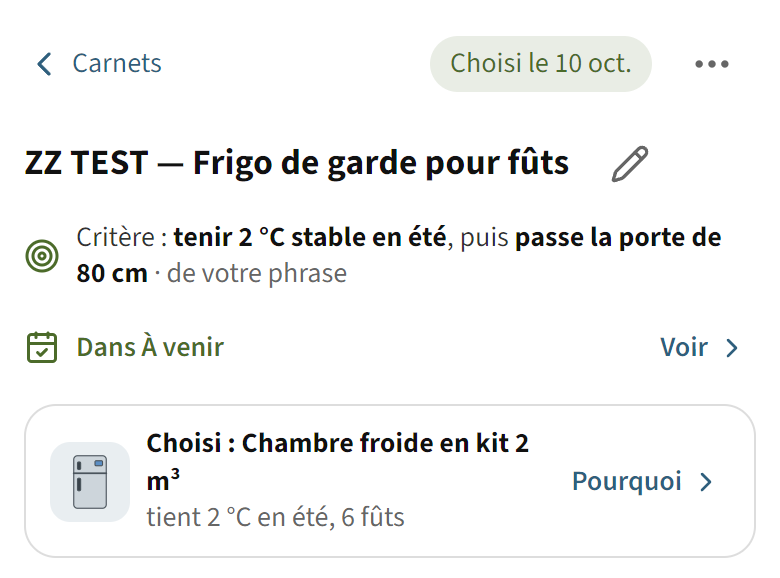 Carnets
Choisi le 10 oct.
ZZ TEST — Frigo de garde pour fûts
Critère : tenir 2 °C stable en été, puis passe la porte de
80 cm · de votre phrase
Dans À venir
Voir
Choisi : Chambre froide en kit 2
m³
tient 2 °C en été, 6 fûts
Pourquoi